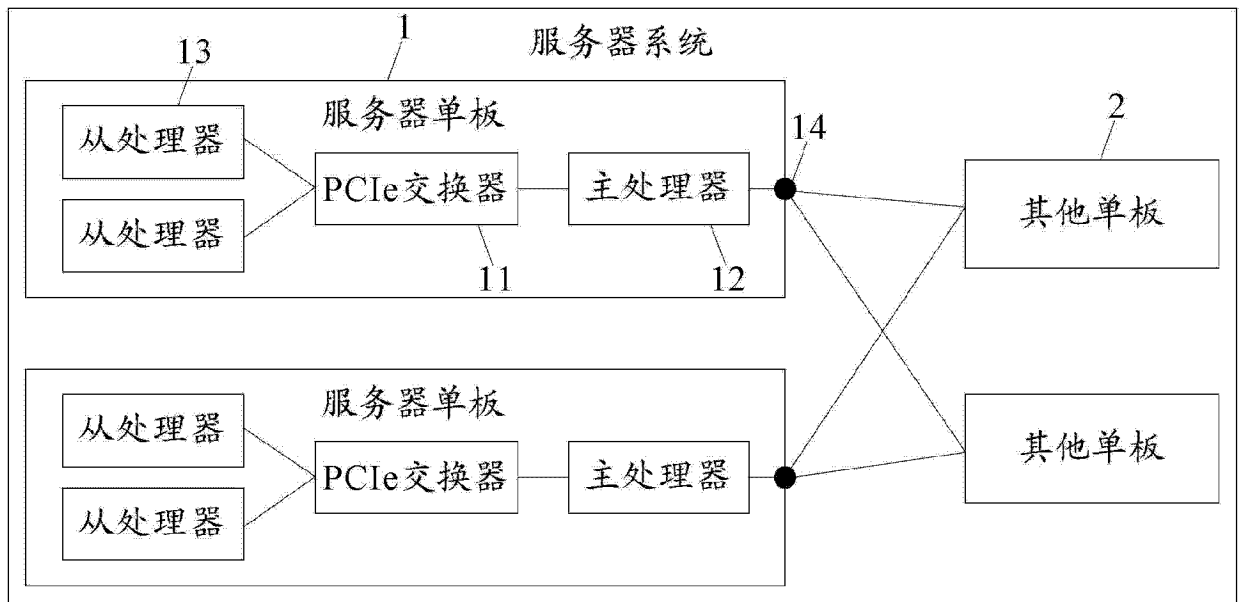 服务器系统
1
13
服务器单板
从处理器
从处理器
PCIe交换器
主处理器
11
12
14
2
其他单板
服务器单板
从处理器
从处理器
PCIe交换器
主处理器
其他单板